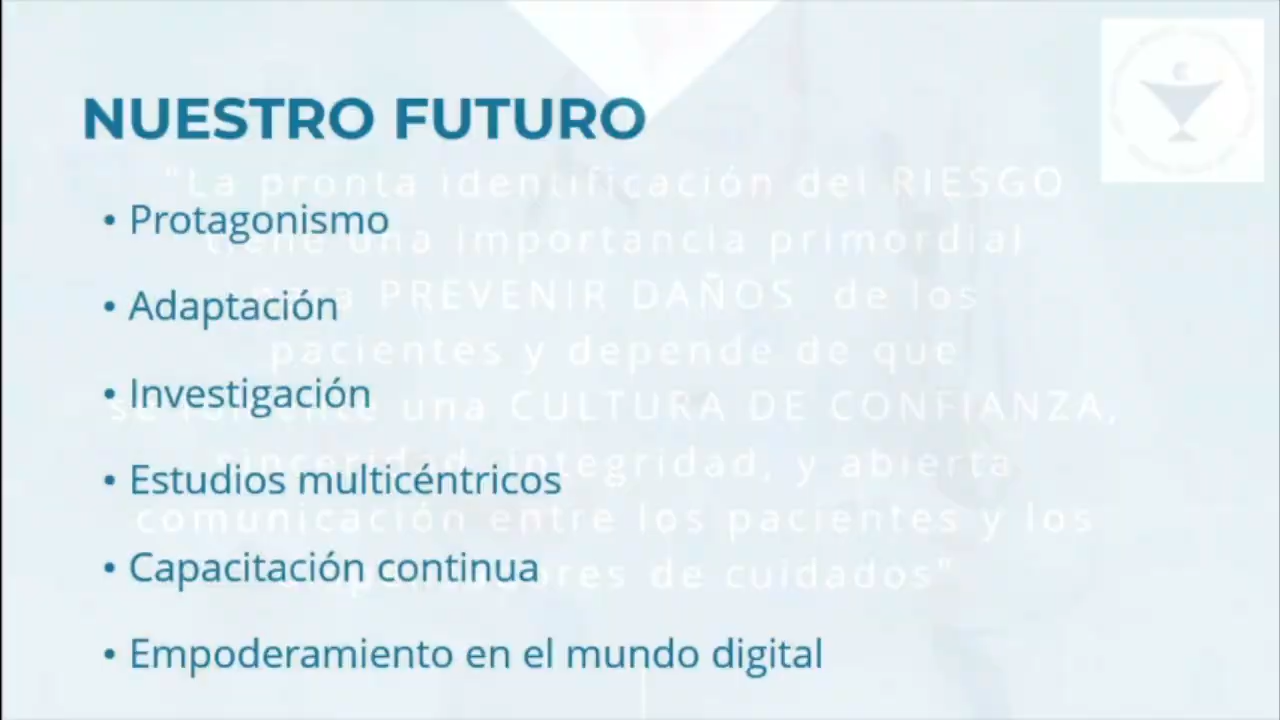 NUESTRO FUTURO
• Protagonismo
• Adaptación
• Investigación
• Estudios multicéntricos
• Capacitación continua
• Empoderamiento en el mundo digital
"La pronta identificación del RIESGO
tiene una importancia primordial
PREVENIR DAÑOS de los
pacientes y depende de que
una CULTURA DE CONFIANZA,
sinceridad, integridad, y abierta
comunicación entre los pacientes y los
de cuidados"